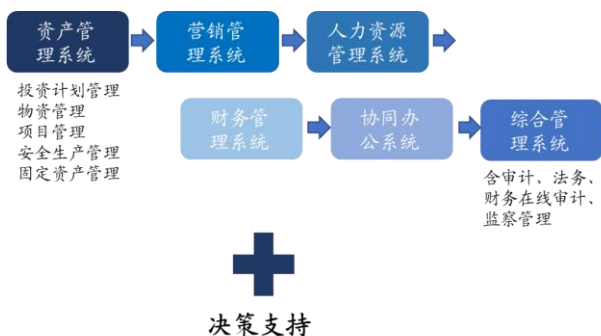 资产管
理系统
营销管
理系统
人力资源
管理系统
投资计划管理
物资管理
项目管理
安全生产管理
固定资产管理
财务管
理系统
协同办
公系统
综合管
理系统
含审计、法务、
财务在线审计、
监察管理
决策支持